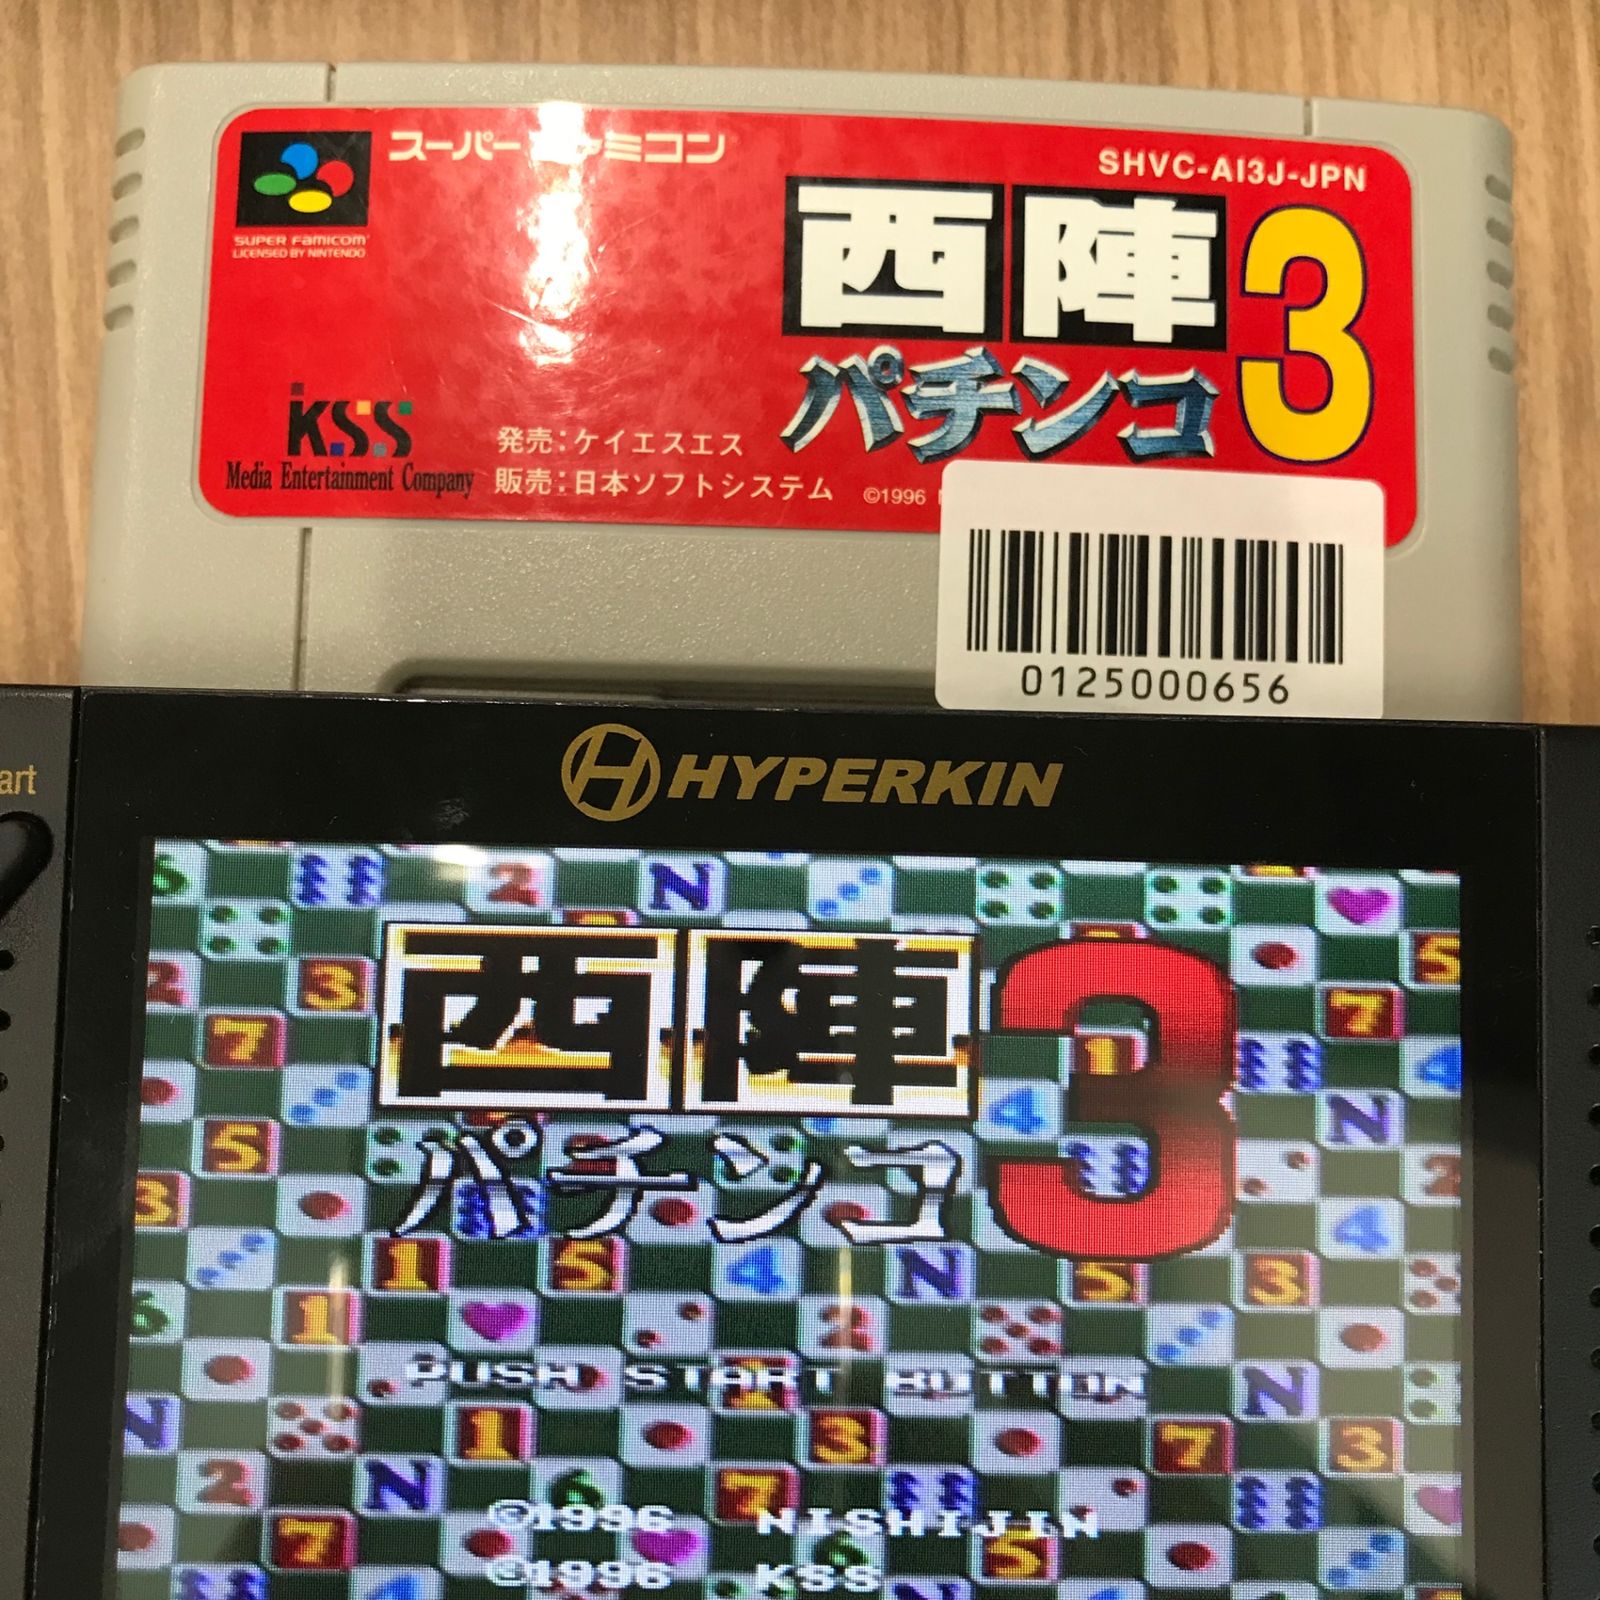 スーパーファミコン
SHVC-AI3J-JPN
SUPER FAMICOM
LICENSED BY NINTENDO
西陣
パチンコ
3
KSS
Media Entertainment Company
発売:ケイエスエス
販売:日本ソフトシステム
©1996
0125000656
art
HYPERKIN
西陣
パチンコ
3
PUSH START BUTTON
©1996 NISHIJIN
©1996 KSS